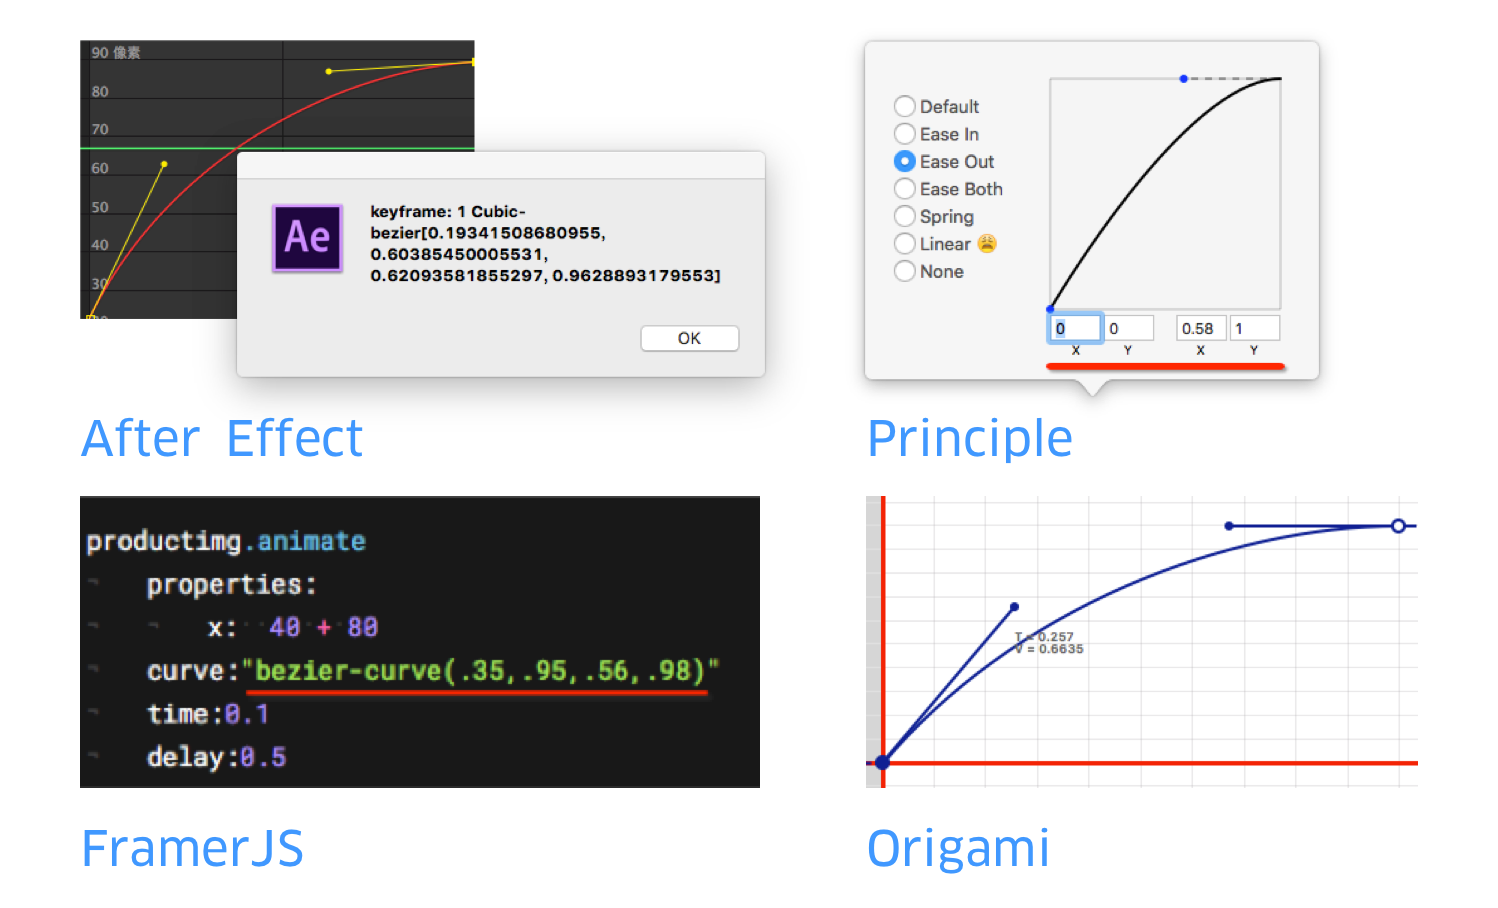 90 像素
80
70
60
50
40
30
Ae
keyframe: 1 Cubic-
bezier[0.19341508680955,
0.60385450005531,
0.62093581855297, 0.9628893179553]
OK
After Effect
Default
Ease In
Ease Out
Ease Both
Spring
Linear 😩
None
0 0 0.58 1
X Y X Y
Principle
productimg.animate
properties:
x: 40 + 80
curve:"bezier-curve(.35,.95,.56,.98)"
time:0.1
delay:0.5
FramerJS
T = 0.257
V = 0.6635
Origami